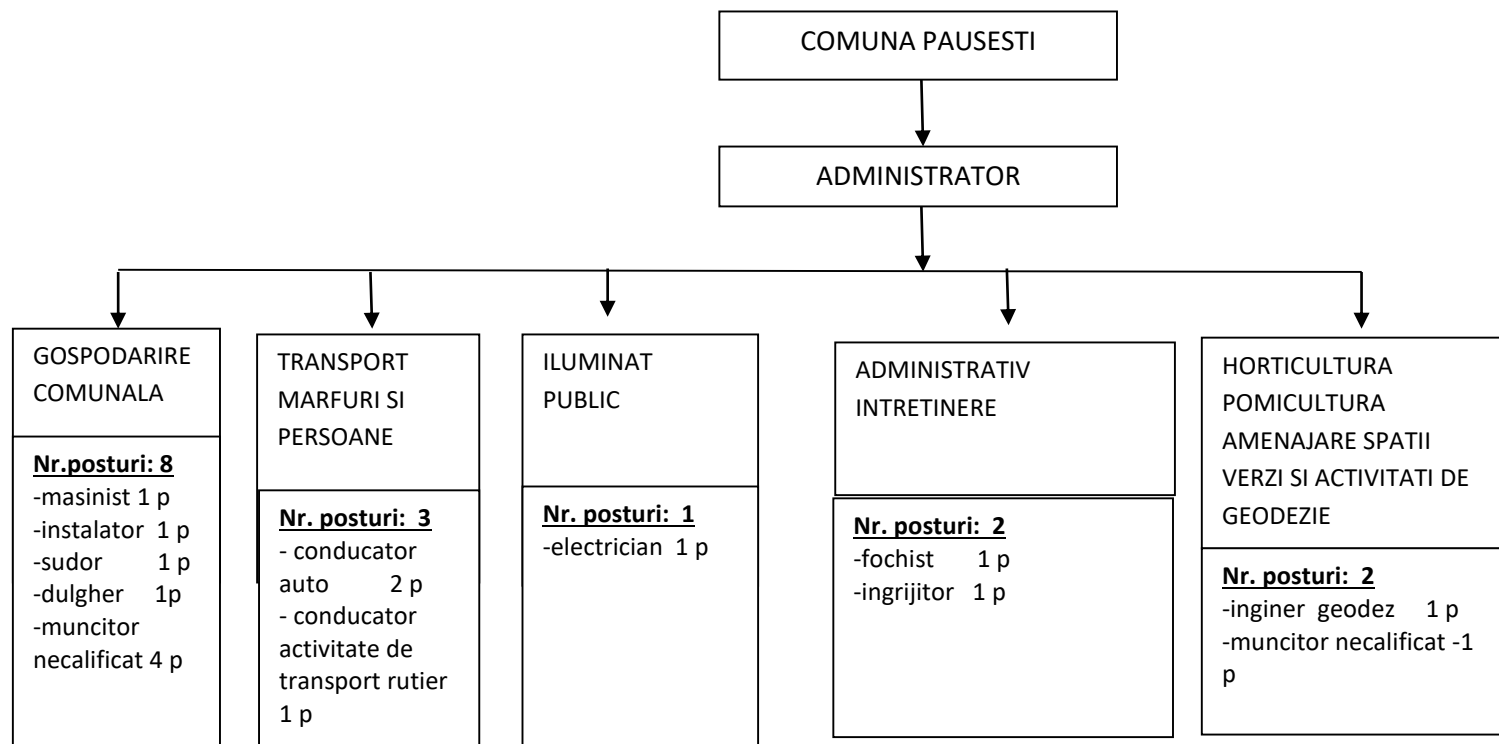 COMUNA PAUSESTI
ADMINISTRATOR
GOSPODARIRE
COMUNALA
Nr.posturi: 8
-masinist 1 p
-instalator 1 p
-sudor 1 p
-dulgher 1p
-muncitor
necalificat 4 p
TRANSPORT
MARFURI SI
PERSOANE
Nr. posturi: 3
- conducator
auto 2 p
- conducator
activitate de
transport rutier
1 p
ILUMINAT
PUBLIC
Nr. posturi: 1
-electrician 1 p
ADMINISTRATIV
INTRETINERE
Nr. posturi: 2
-fochist 1 p
-ingrijitor 1 p
HORTICULTURA
POMICULTURA
AMENAJARE SPATII
VERZI SI ACTIVITATI DE
GEODEZIE
Nr. posturi: 2
-inginer geodez 1 p
-muncitor necalificat -1
p